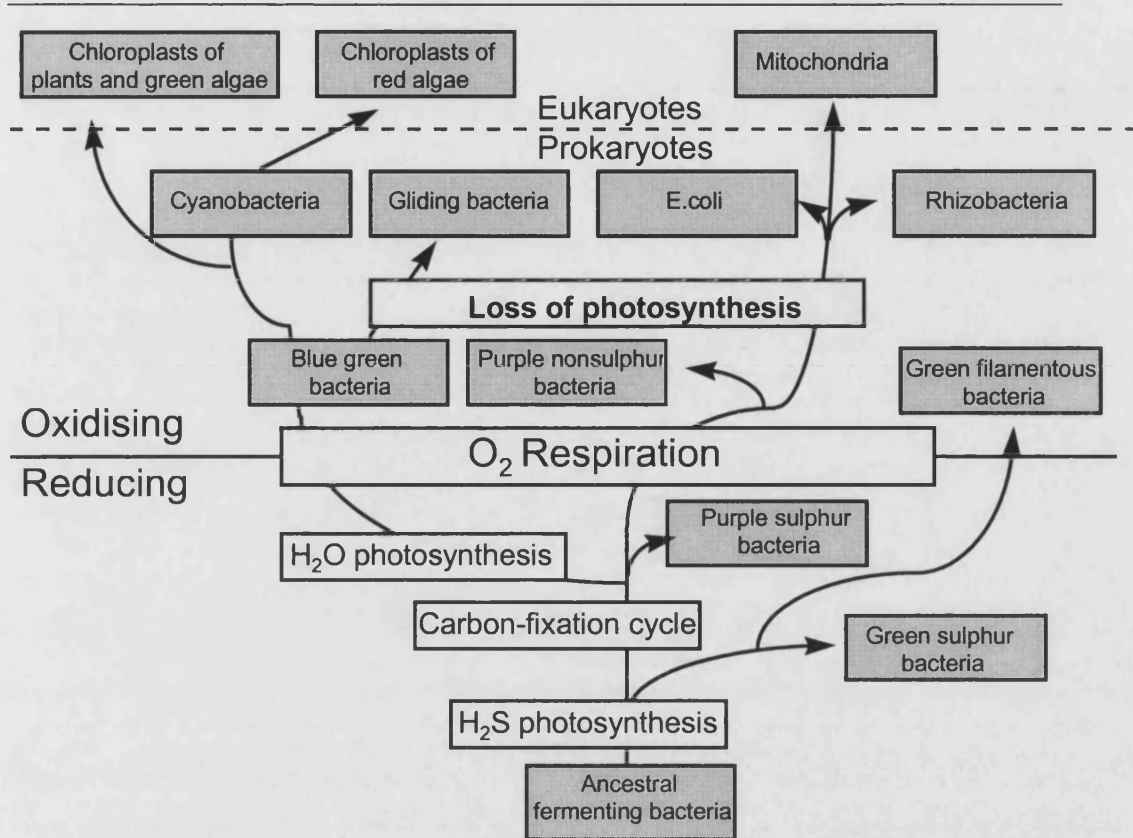 Chloroplasts of
plants and green algae
Chloroplasts of
red algae
Mitochondria
Eukaryotes
Prokaryotes
Cyanobacteria
Gliding bacteria
E.coli
Rhizobacteria
Loss of photosynthesis
Blue green
bacteria
Purple nonsulphur
bacteria
Green filamentous
bacteria
Oxidising
O₂ Respiration
Reducing
Purple sulphur
bacteria
H₂O photosynthesis
Carbon-fixation cycle
Green sulphur
bacteria
H₂S photosynthesis
Ancestral
fermenting bacteria